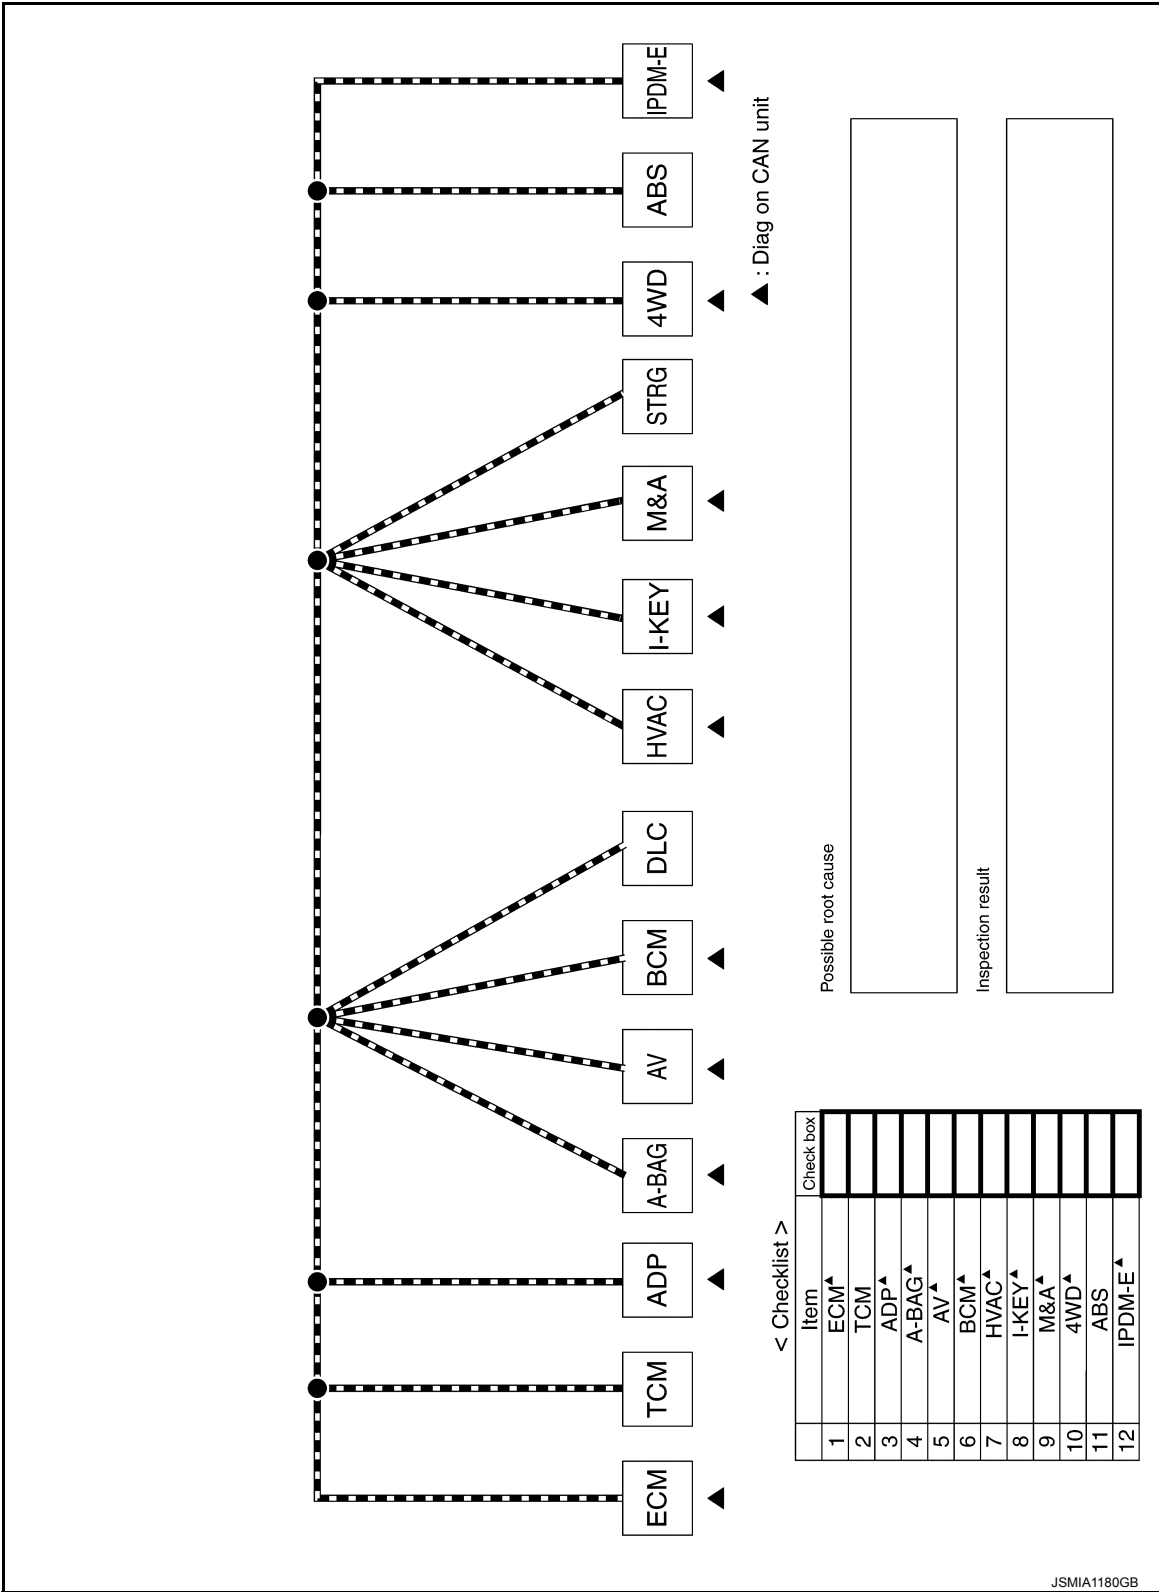 ECM
TCM
ADP
A-BAG
AV
BCM
DLC
HVAC
I-KEY
M&A
STRG
4WD
ABS
IPDM-E
▲ : Diag on CAN unit
< Checklist >
Item Check box
1 ECM▲
2 TCM
3 ADP▲
4 A-BAG▲
5 AV▲
6 BCM▲
7 HVAC▲
8 I-KEY▲
9 M&A▲
10 4WD▲
11 ABS
12 IPDM-E▲
Possible root cause
Inspection result
JSMIA1180GB